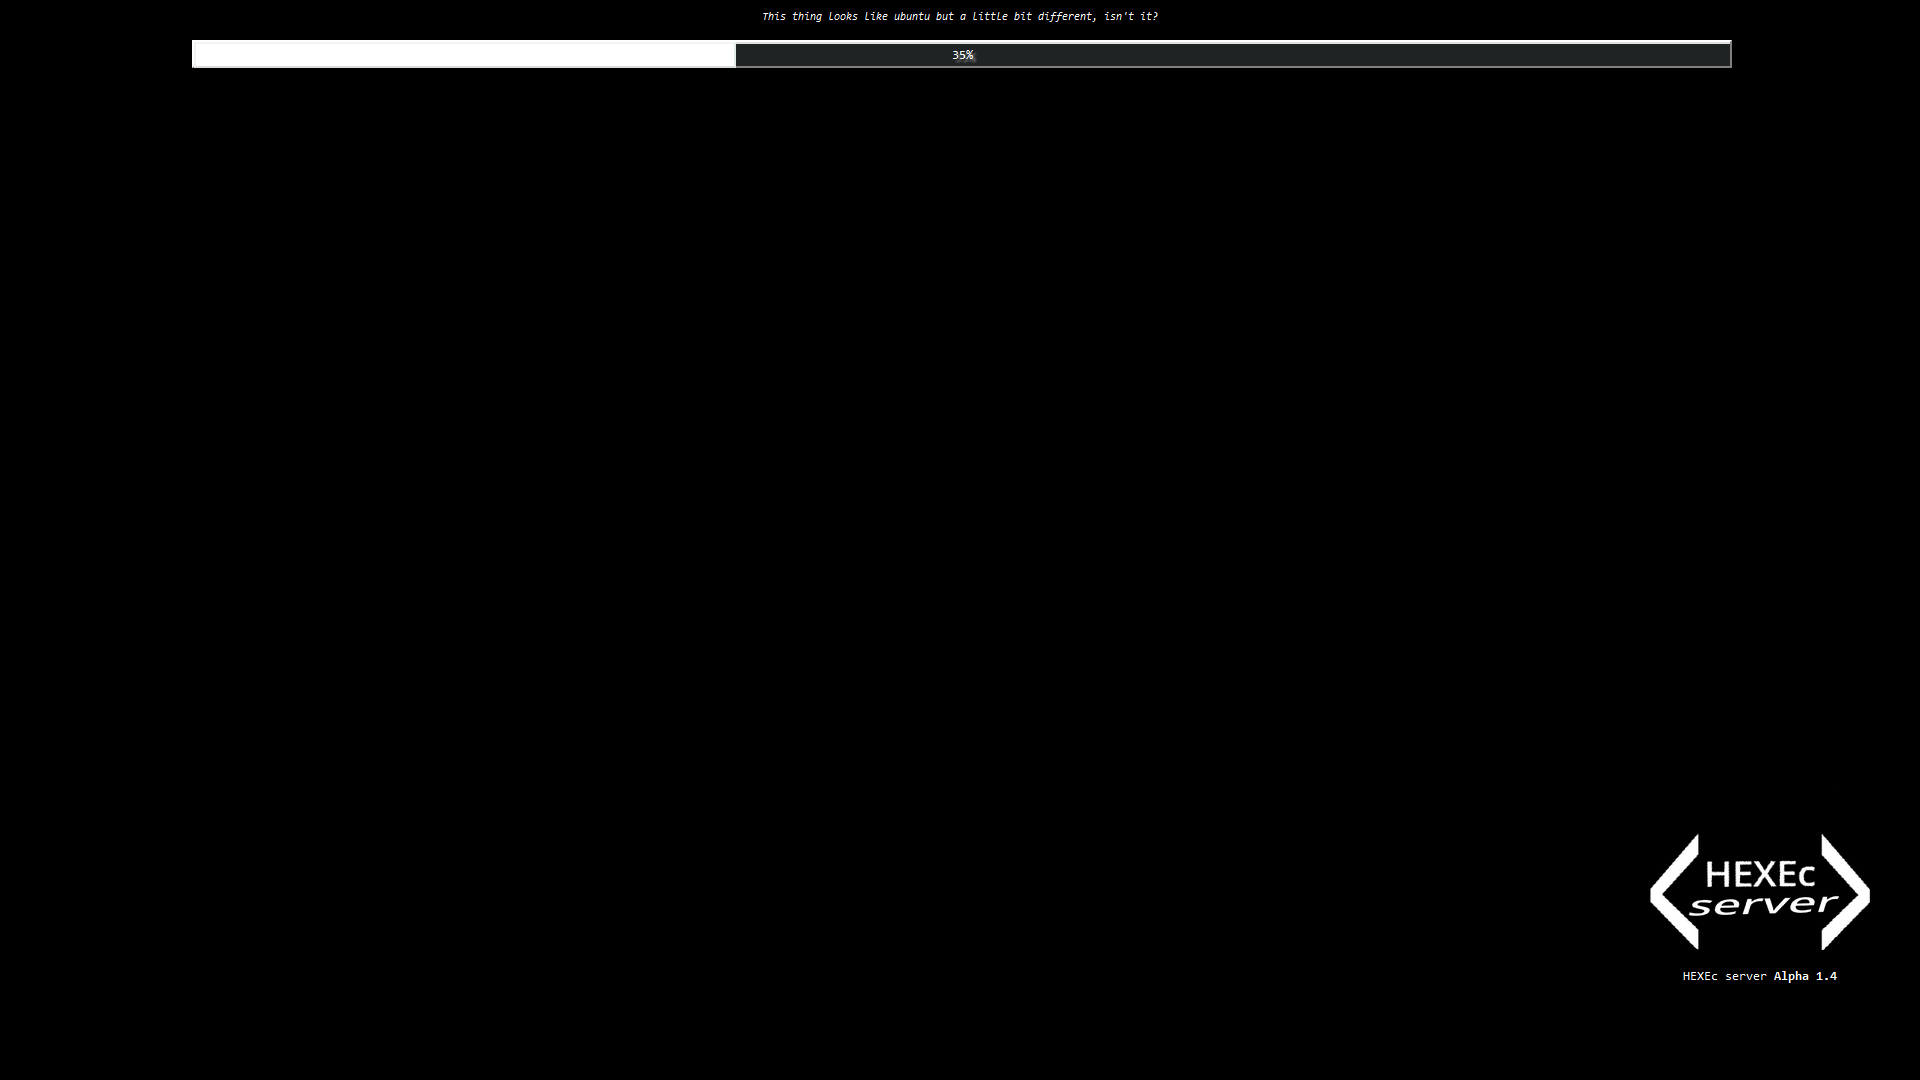 This thing looks like ubuntu but a little bit different, isn't it?
35%
HEXEc
server
HEXEc server Alpha 1.4